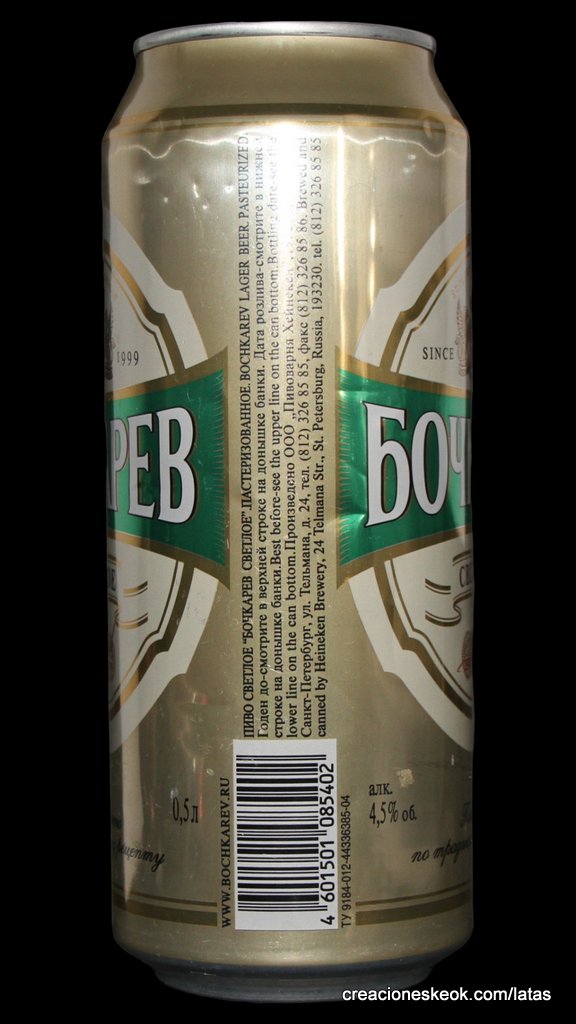 ПИВО СВЕТЛОЕ "БОЧКАРЕВ СВЕТЛОЕ". ПАСТЕРИЗОВАННОЕ. BOCHKAREV LAGER BEER. PASTEURIZED.
Годен до-смотрите в верхней строке на донышке банки. Дата розлива-смотрите в нижней
строке на донышке банки. Best before-see the upper line on the can bottom. Bottling date-see the
lower line on the can bottom. Произведено ООО „Пивоварня Хейнекен
Санкт-Петербург, ул. Тельмана, д. 24, тел. (812) 326 85 85, факс (812) 326 85 86. Brewed and
canned by Heineken Brewery, 24 Telmana Str., St. Petersburg, Russia, 193230. tel. (812) 326 85 85
1999
SINCE
РЕВ
БОЧ
0,5 л
алк.
4,5% об.
рецепту
по
WWW.BOCHKAREV.RU
4 601501 085402
ТУ 9184-012-44336385-04
creacioneskeok.com/latas